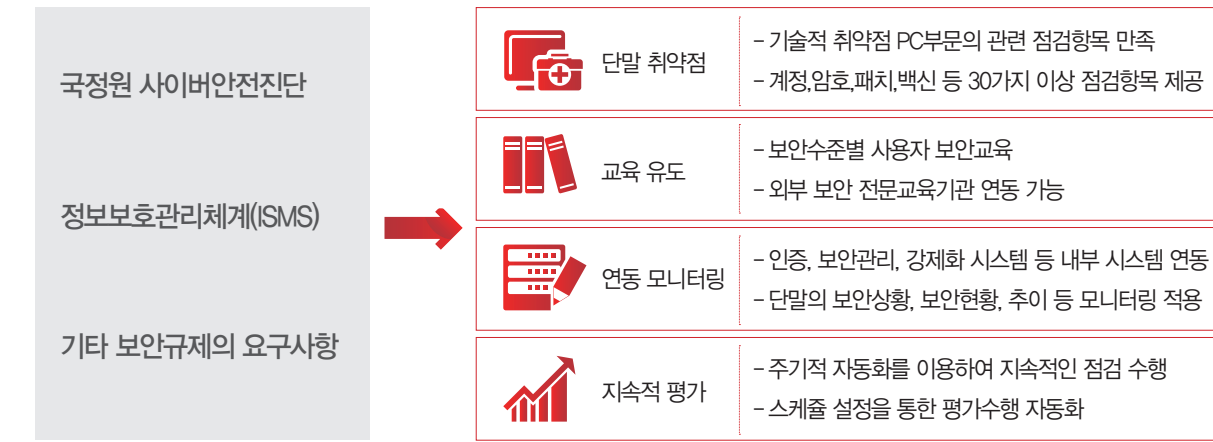 국정원 사이버안전진단
정보보호관리체계(ISMS)
기타 보안규제의 요구사항
단말 취약점
- 기술적 취약점 PC부문의 관련 점검항목 만족
- 계정,암호,패치,백신 등 30가지 이상 점검항목 제공
교육 유도
- 보안수준별 사용자 보안교육
- 외부 보안 전문교육기관 연동 가능
연동 모니터링
- 인증, 보안관리, 강제화 시스템 등 내부 시스템 연동
- 단말의 보안상황, 보안현황, 추이 등 모니터링 적용
지속적 평가
- 주기적 자동화를 이용하여 지속적인 점검 수행
- 스케쥴 설정을 통한 평가수행 자동화